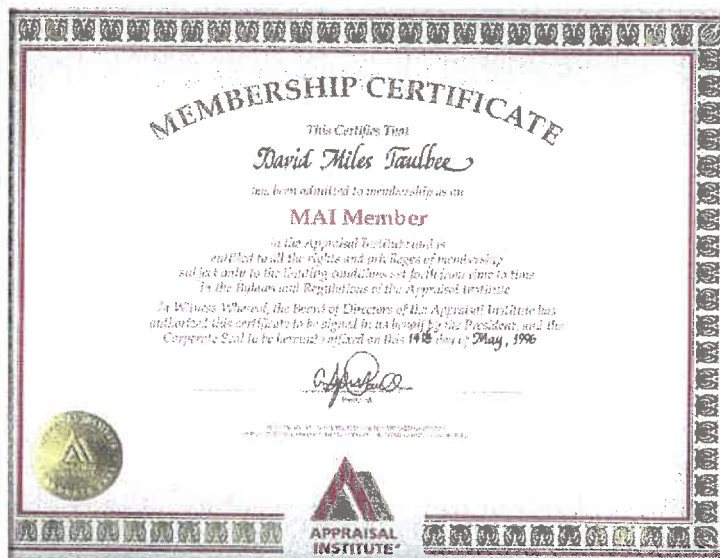 MEMBERSHIP CERTIFICATE
This Certifies That
David Miles Taulbee
has been admitted to membership as an
MAI Member
in the Appraisal Institute and is
entitled to all the rights and privileges of membership
subject only to the limiting conditions set forth from time to time
in the Bylaws and Regulations of the Appraisal Institute
In Witness Whereof, the Board of Directors of the Appraisal Institute has
authorized this certificate to be signed in its behalf by the President, and the
Corporate Seal to be hereunto affixed on this 14th day of May, 1996
President
APPRAISAL
INSTITUTE®